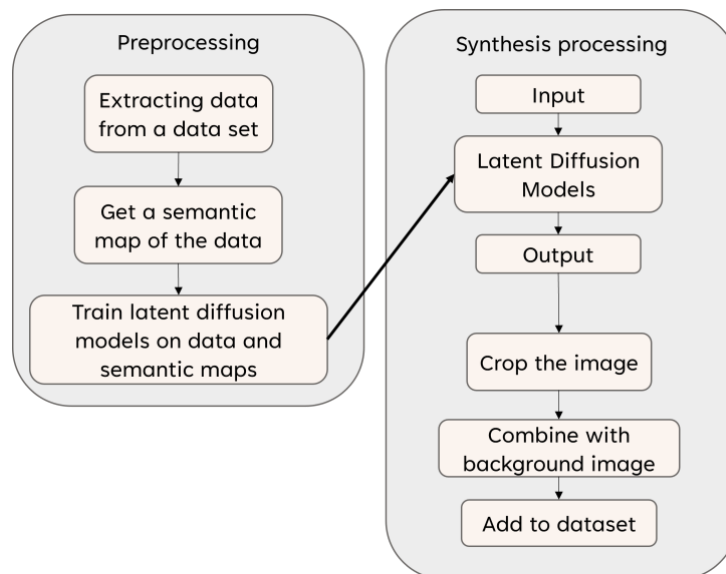 Preprocessing
Extracting data
from a data set
Get a semantic
map of the data
Train latent diffusion
models on data and
semantic maps
Synthesis processing
Input
Latent Diffusion
Models
Output
Crop the image
Combine with
background image
Add to dataset